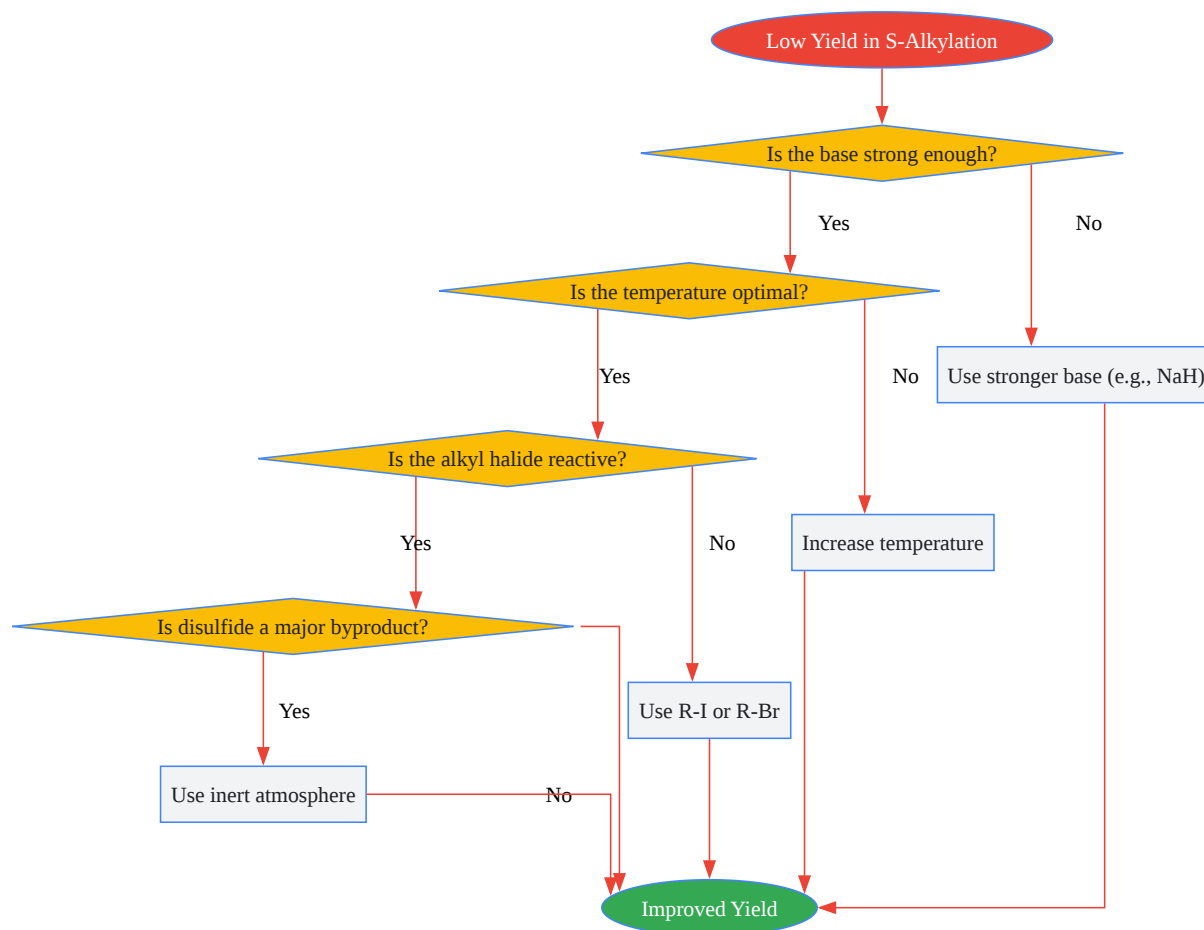 Low Yield in S-Alkylation
Is the base strong enough?
Yes
No
Is the temperature optimal?
Yes
No
Use stronger base (e.g., NaH)
Is the alkyl halide reactive?
Yes
No
Increase temperature
Is disulfide a major byproduct?
Yes
Use R-I or R-Br
Use inert atmosphere
No
Improved Yield